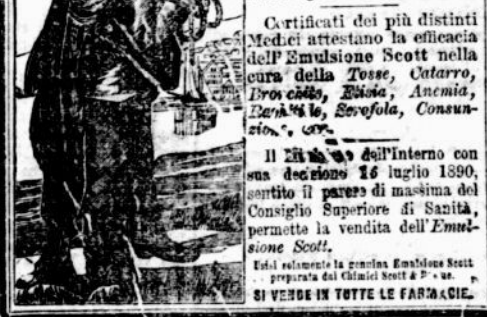 Certificati dei più distinti
Medici attestano la efficacia
dell'Emulsione Scott nella
cura della Tosse, Catarro,
Anemia,
Scrofola, Consun-
Il dell'Interno con
sua decisione 16 luglio 1890,
sentito il parere di massima del
Consiglio Superiore di Sanità,
permette la vendita dell'Emul-
sione Scott.
Usisi solamente la genuina Emulsione Scott
preparata dai Chimici Scott &
SI VENDE IN TUTTE LE FARMACIE.